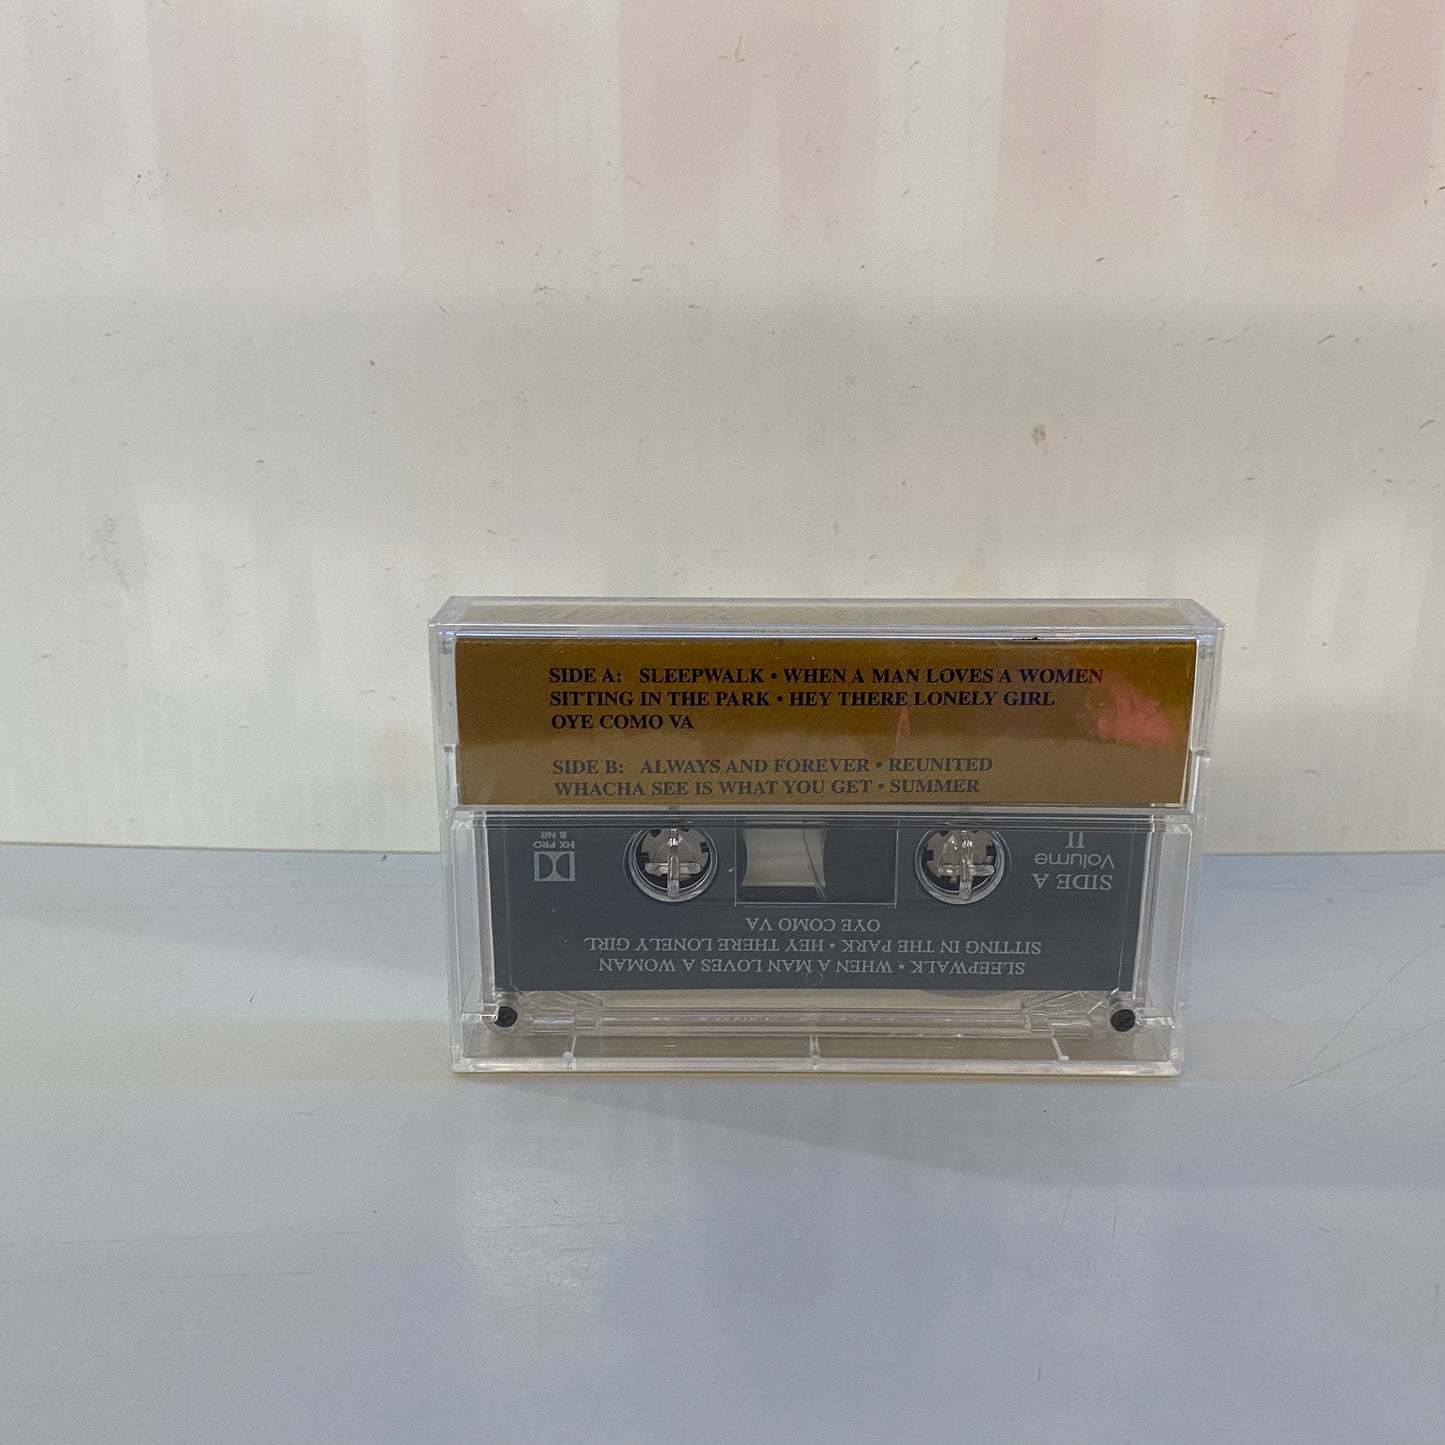 SIDE A: SLEEPWALK • WHEN A MAN LOVES A WOMEN
SITTING IN THE PARK • HEY THERE LONELY GIRL
OYE COMO VA
SIDE B: ALWAYS AND FOREVER • REUNITED
WHACHA SEE IS WHAT YOU GET • SUMMER
SLEEPWALK • WHEN A MAN LOVES A WOMAN
SITTING IN THE PARK • HEY THERE LONELY GIRL
OYE COMO VA
SIDE A
Volume
II
HX PRO
B NR